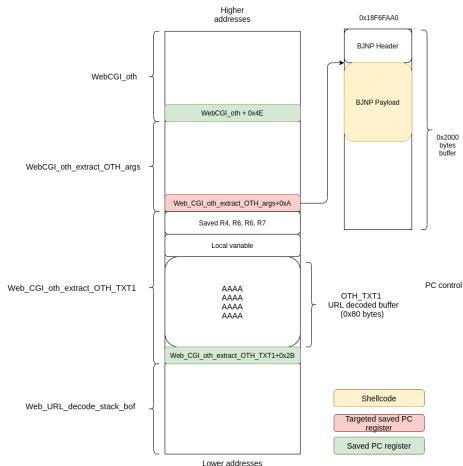 Higher
addresses
0x18F6FAA0
BJNP Header
WebCGI_oth
BJNP Payload
WebCGI_oth + 0x4E
0x2000
bytes
buffer
WebCGI_oth_extract_OTH_args
Web_CGI_oth_extract_OTH_args+0xA
Saved R4, R6, R6, R7
Local variable
Web_CGI_oth_extract_OTH_TXT1
AAAA
AAAA
AAAA
AAAA
OTH_TXT1
URL decoded buffer
(0x80 bytes)
PC control
Web_CGI_oth_extract_OTH_TXT1+0x2B
Web_URL_decode_stack_bof
Shellcode
Targeted saved PC
register
Saved PC register
Lower addresses